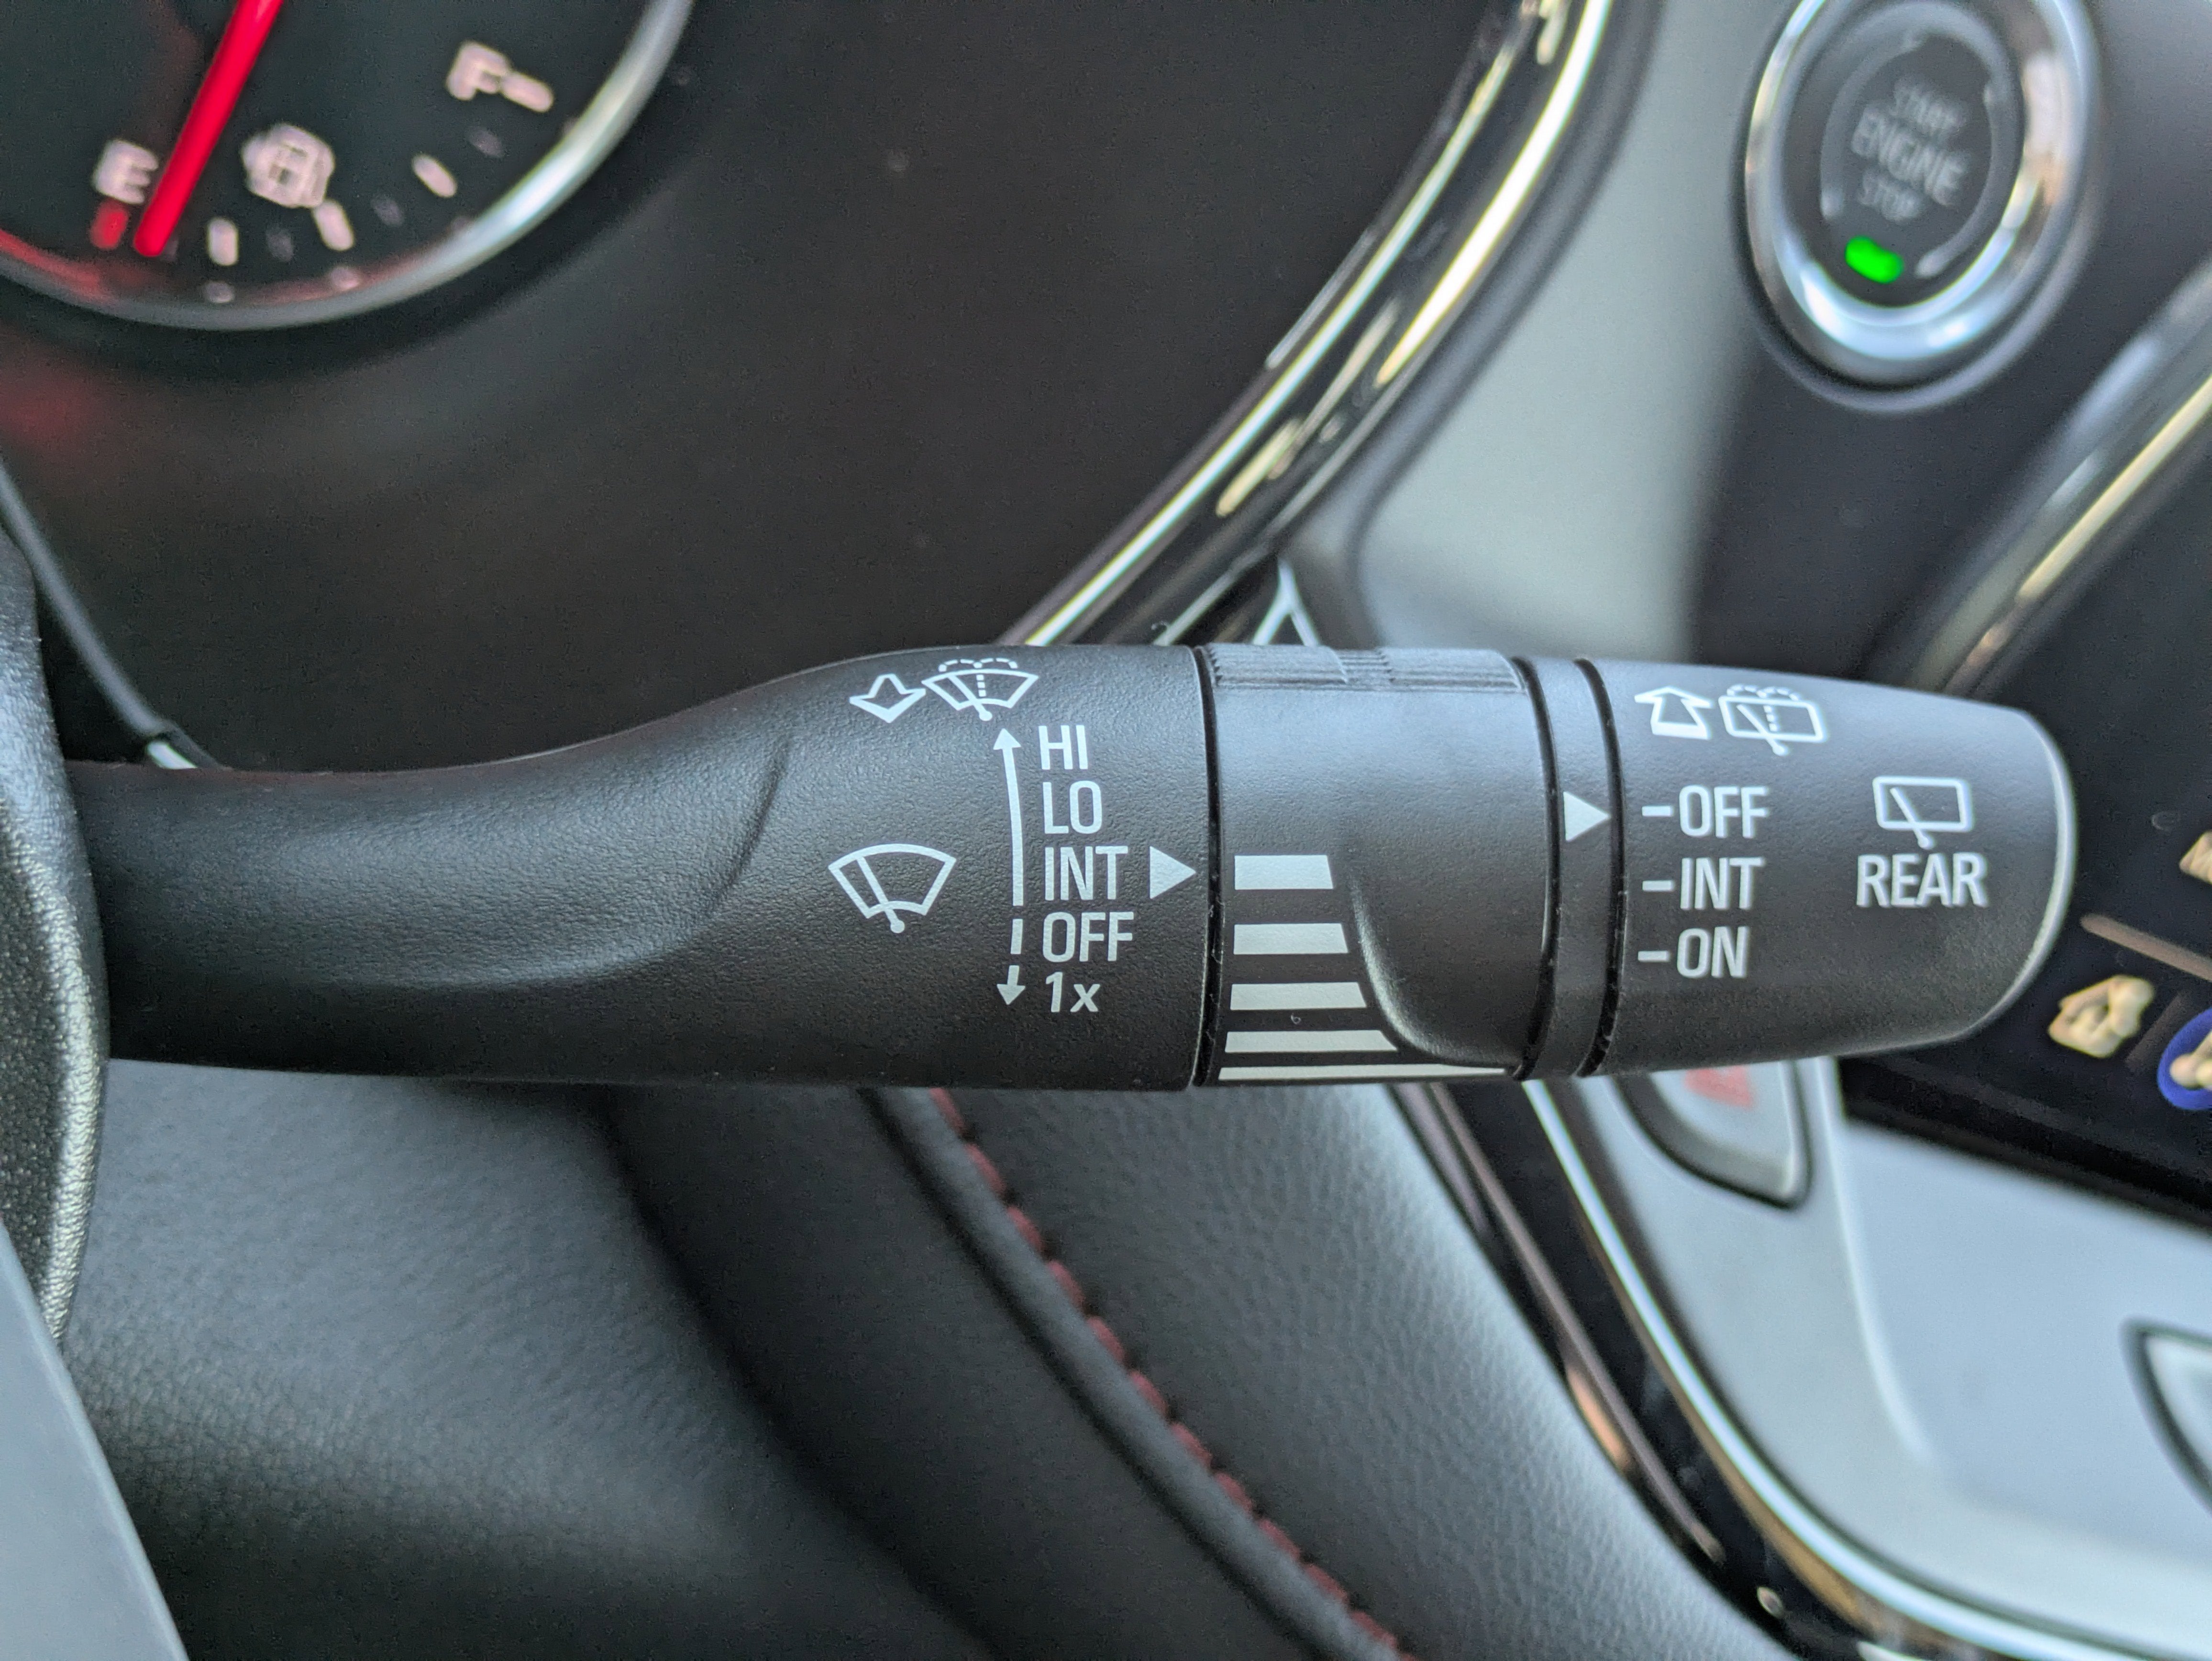 F
E
START
ENGINE
STOP
HI
LO
INT
OFF
1x
OFF
INT
ON
REAR